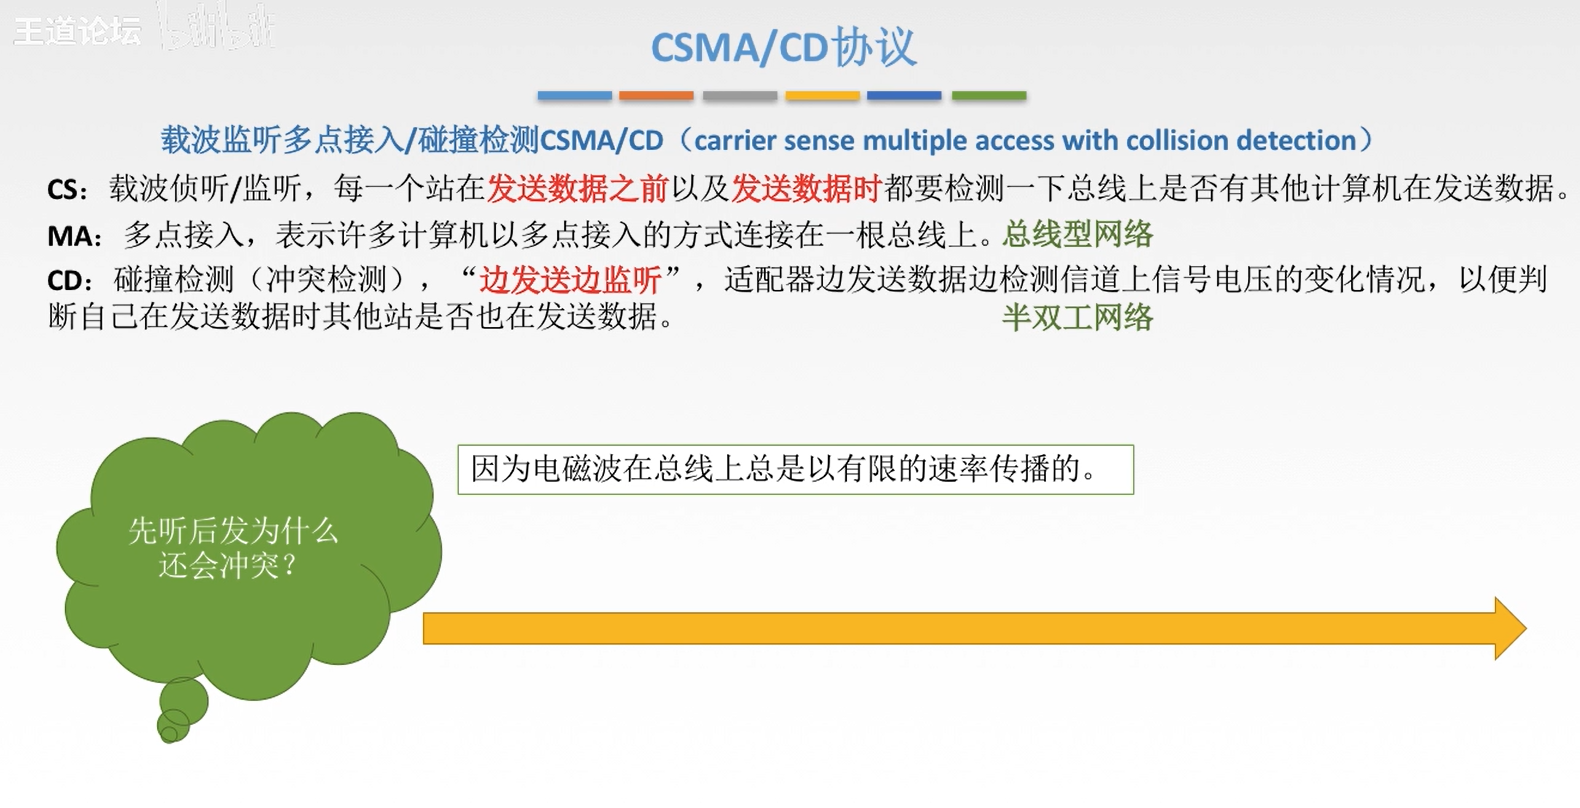 王道论坛 bilibili
CSMA/CD协议
载波监听多点接入/碰撞检测CSMA/CD（carrier sense multiple access with collision detection）
CS：载波侦听/监听，每一个站在发送数据之前以及发送数据时都要检测一下总线上是否有其他计算机在发送数据。
MA：多点接入，表示许多计算机以多点接入的方式连接在一根总线上。总线型网络
CD：碰撞检测（冲突检测），“边发送边监听”，适配器边发送数据边检测信道上信号电压的变化情况，以便判
断自己在发送数据时其他站是否也在发送数据。 半双工网络
因为电磁波在总线上总是以有限的速率传播的。
先听后发为什么
还会冲突？